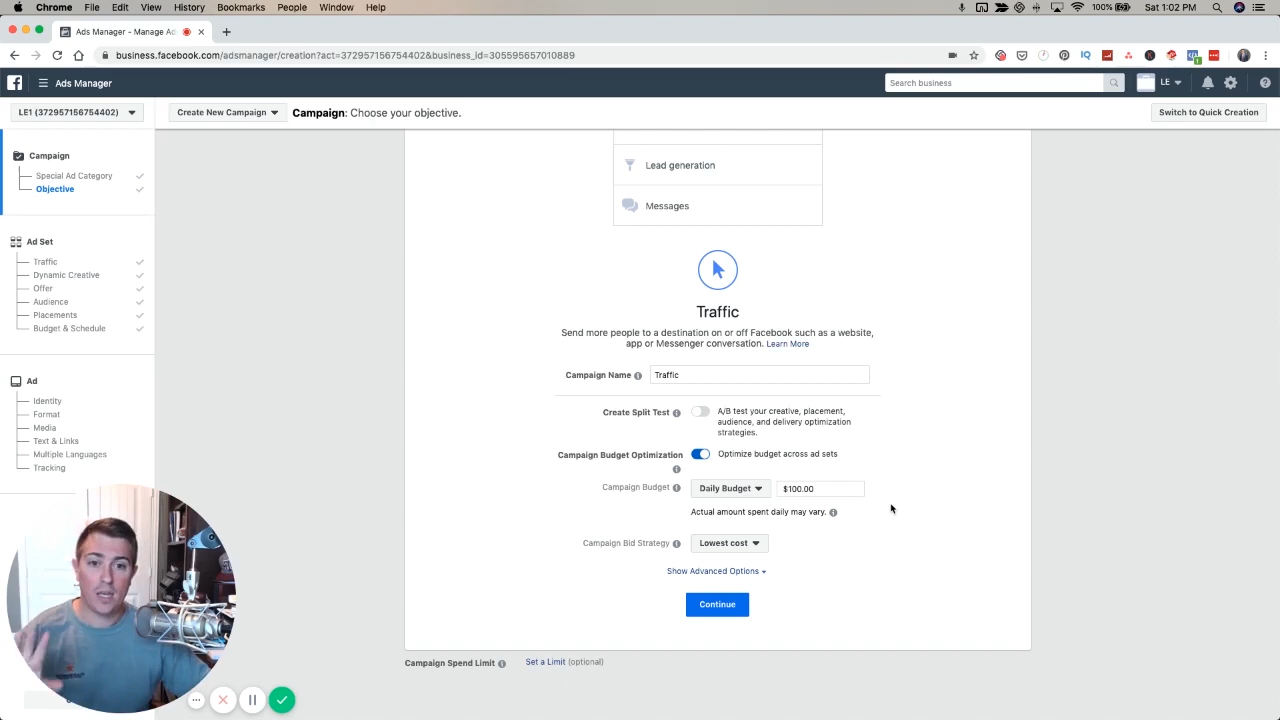 Chrome File Edit View History Bookmarks People Window Help 100% Sat 1:02 PM
Ads Manager - Manage Ad
business.facebook.com/adsmanager/creation?act=372957156754402&business_id=305595657010889
Ads Manager Search business LE
LE1 (372957156754402) Create New Campaign Campaign: Choose your objective. Switch to Quick Creation
Campaign
Special Ad Category
Objective
Ad Set
Traffic
Dynamic Creative
Offer
Audience
Placements
Budget & Schedule
Ad
Identity
Format
Media
Text & Links
Multiple Languages
Tracking
Lead generation
Messages
Traffic
Send more people to a destination on or off Facebook such as a website,
app or Messenger conversation. Learn More
Campaign Name Traffic
Create Split Test A/B test your creative, placement,
audience, and delivery optimization
strategies.
Campaign Budget Optimization Optimize budget across ad sets
Campaign Budget Daily Budget $100.00
Actual amount spent daily may vary.
Campaign Bid Strategy Lowest cost
Show Advanced Options
Continue
Campaign Spend Limit Set a Limit (optional)